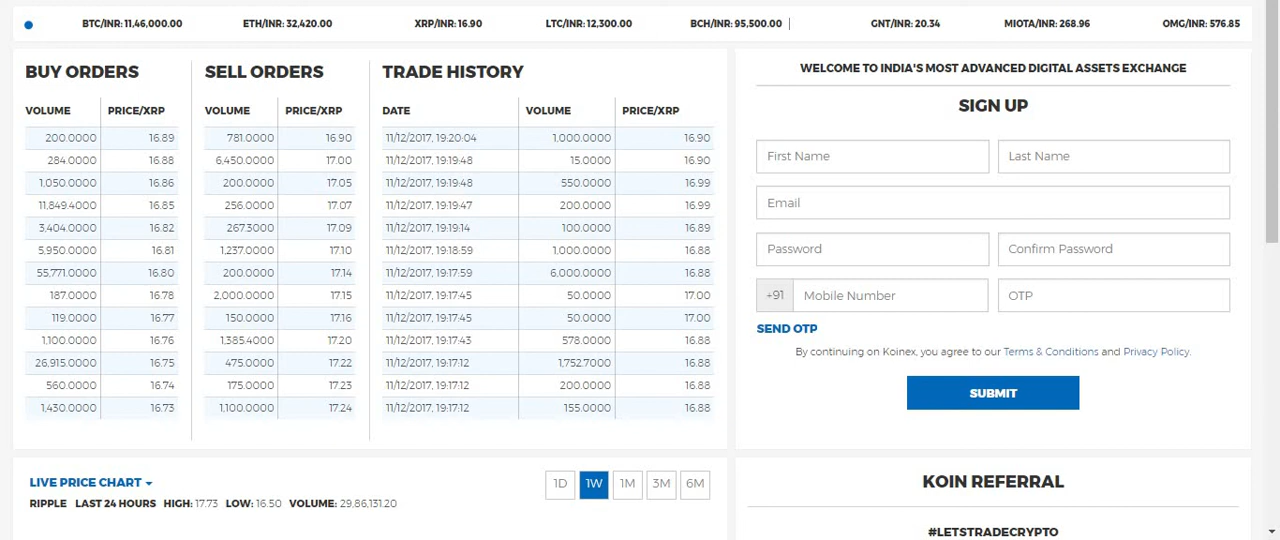 BTC/INR: 11,46,000.00 ETH/INR: 32,420.00 XRP/INR: 16.90 LTC/INR: 12,300.00 BCH/INR: 95,500.00 | GNT/INR: 20.34 MIOTA/INR: 268.96 OMG/INR: 576.85
BUY ORDERS
VOLUME PRICE/XRP
200.0000 16.89
284.0000 16.88
1,050.0000 16.86
11,849.4000 16.85
3,404.0000 16.82
5,950.0000 16.81
55,771.0000 16.80
187.0000 16.78
119.0000 16.77
1,100.0000 16.76
26,915.0000 16.75
560.0000 16.74
1,430.0000 16.73
SELL ORDERS
VOLUME PRICE/XRP
781.0000 16.90
6,450.0000 17.00
200.0000 17.05
256.0000 17.07
267.3000 17.09
1,237.0000 17.10
200.0000 17.14
2,000.0000 17.15
150.0000 17.16
1,385.4000 17.20
475.0000 17.22
175.0000 17.23
1,100.0000 17.24
TRADE HISTORY
DATE VOLUME PRICE/XRP
11/12/2017, 19:20:04 1,000.0000 16.90
11/12/2017, 19:19:48 15.0000 16.90
11/12/2017, 19:19:48 550.0000 16.99
11/12/2017, 19:19:47 200.0000 16.99
11/12/2017, 19:19:14 100.0000 16.89
11/12/2017, 19:18:59 1,000.0000 16.88
11/12/2017, 19:17:59 6,000.0000 16.88
11/12/2017, 19:17:45 50.0000 17.00
11/12/2017, 19:17:45 50.0000 17.00
11/12/2017, 19:17:43 578.0000 16.88
11/12/2017, 19:17:12 1,752.7000 16.88
11/12/2017, 19:17:12 200.0000 16.88
11/12/2017, 19:17:12 155.0000 16.88
WELCOME TO INDIA'S MOST ADVANCED DIGITAL ASSETS EXCHANGE
SIGN UP
First Name Last Name
Email
Password Confirm Password
+91 Mobile Number OTP
SEND OTP
By continuing on Koinex, you agree to our Terms & Conditions and Privacy Policy.
SUBMIT
LIVE PRICE CHART 1D 1W 1M 3M 6M
RIPPLE LAST 24 HOURS HIGH: 17.73 LOW: 16.50 VOLUME: 29,86,131.20
KOIN REFERRAL
#LETSTRADECRYPTO